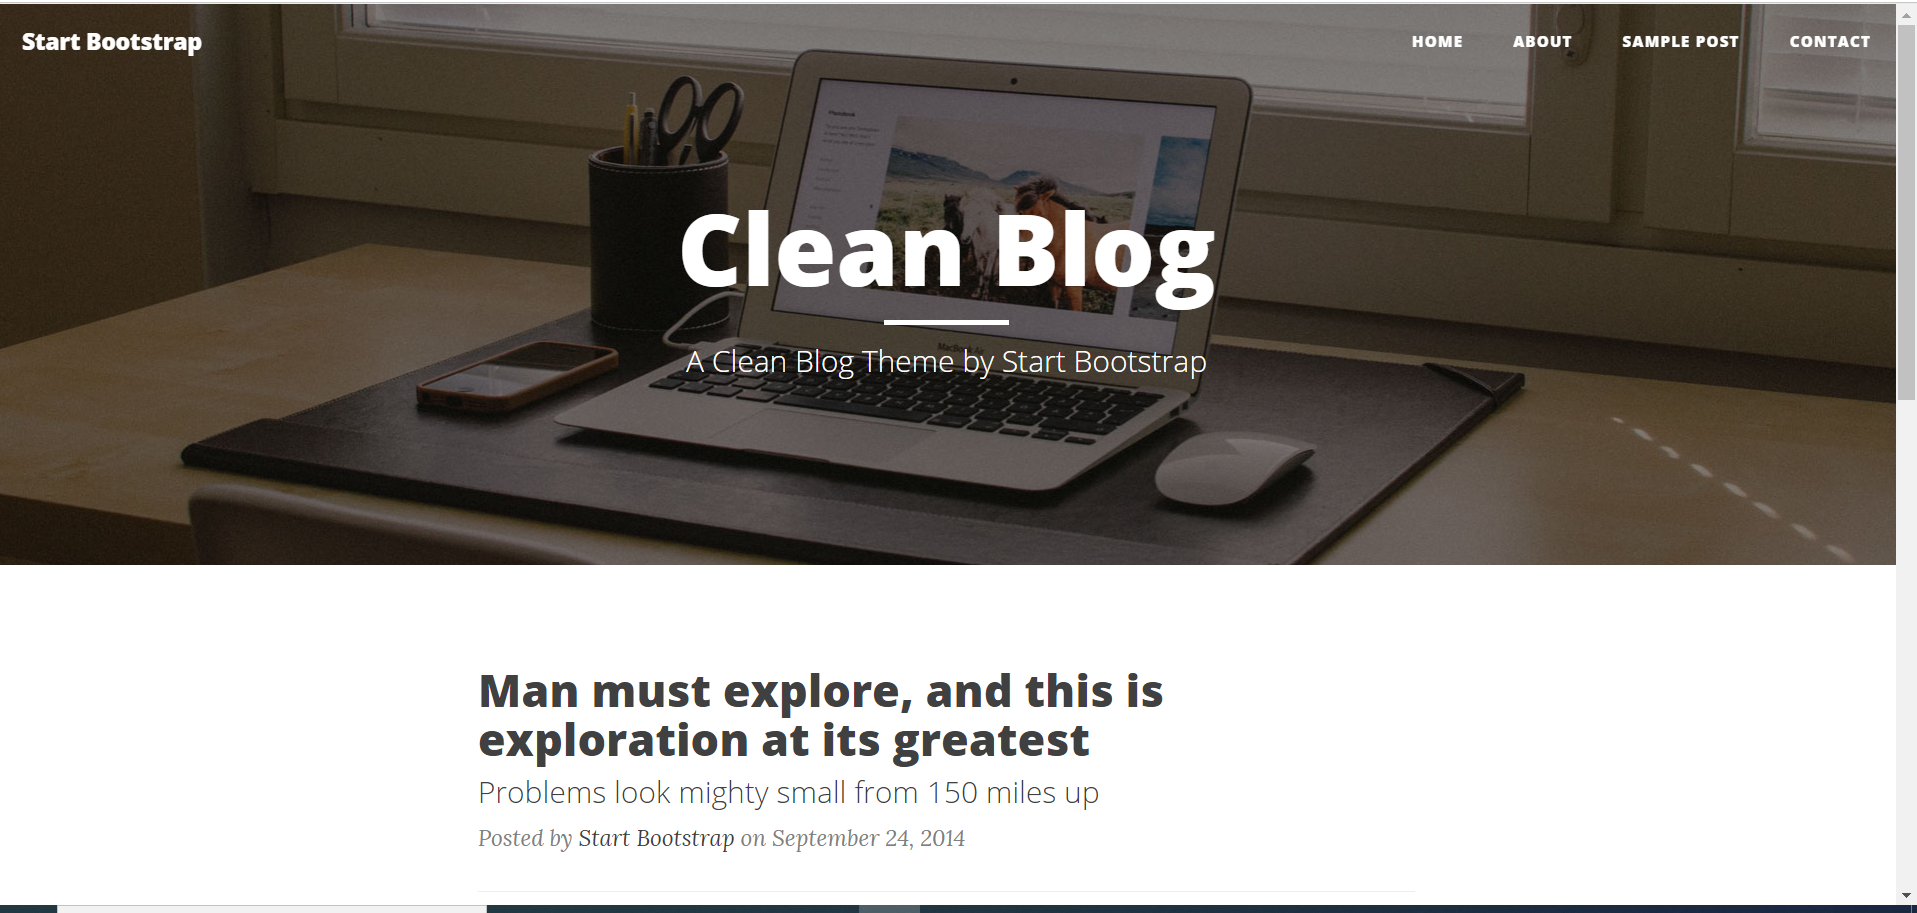 Start Bootstrap
HOME ABOUT SAMPLE POST CONTACT
Clean Blog
A Clean Blog Theme by Start Bootstrap
Man must explore, and this is
exploration at its greatest
Problems look mighty small from 150 miles up
Posted by Start Bootstrap on September 24, 2014